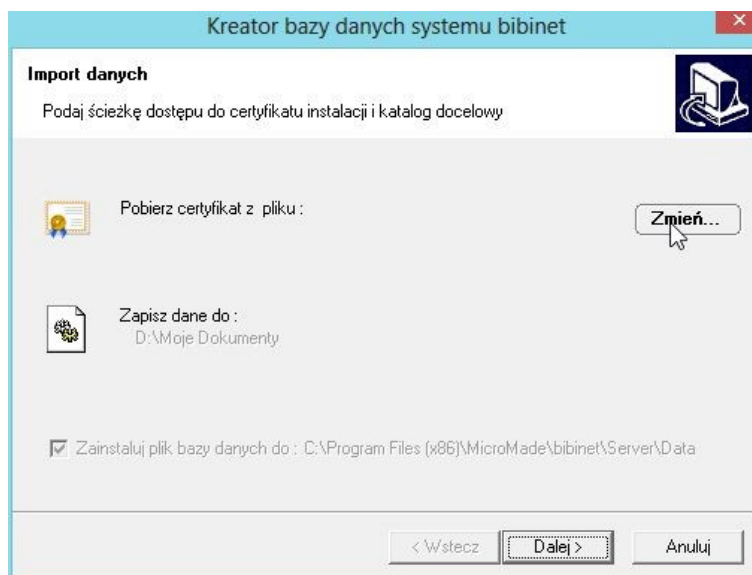 Kreator bazy danych systemu bibinet
Import danych
Podaj ścieżkę dostępu do certyfikatu instalacji i katalog docelowy
Pobierz certyfikat z pliku :
Zmień...
Zapisz dane do :
D:\Moje Dokumenty
Zainstaluj plik bazy danych do : C:\Program Files (x86)\MicroMade\bibinet\Server\Data
< Wstecz Dalej > Anuluj